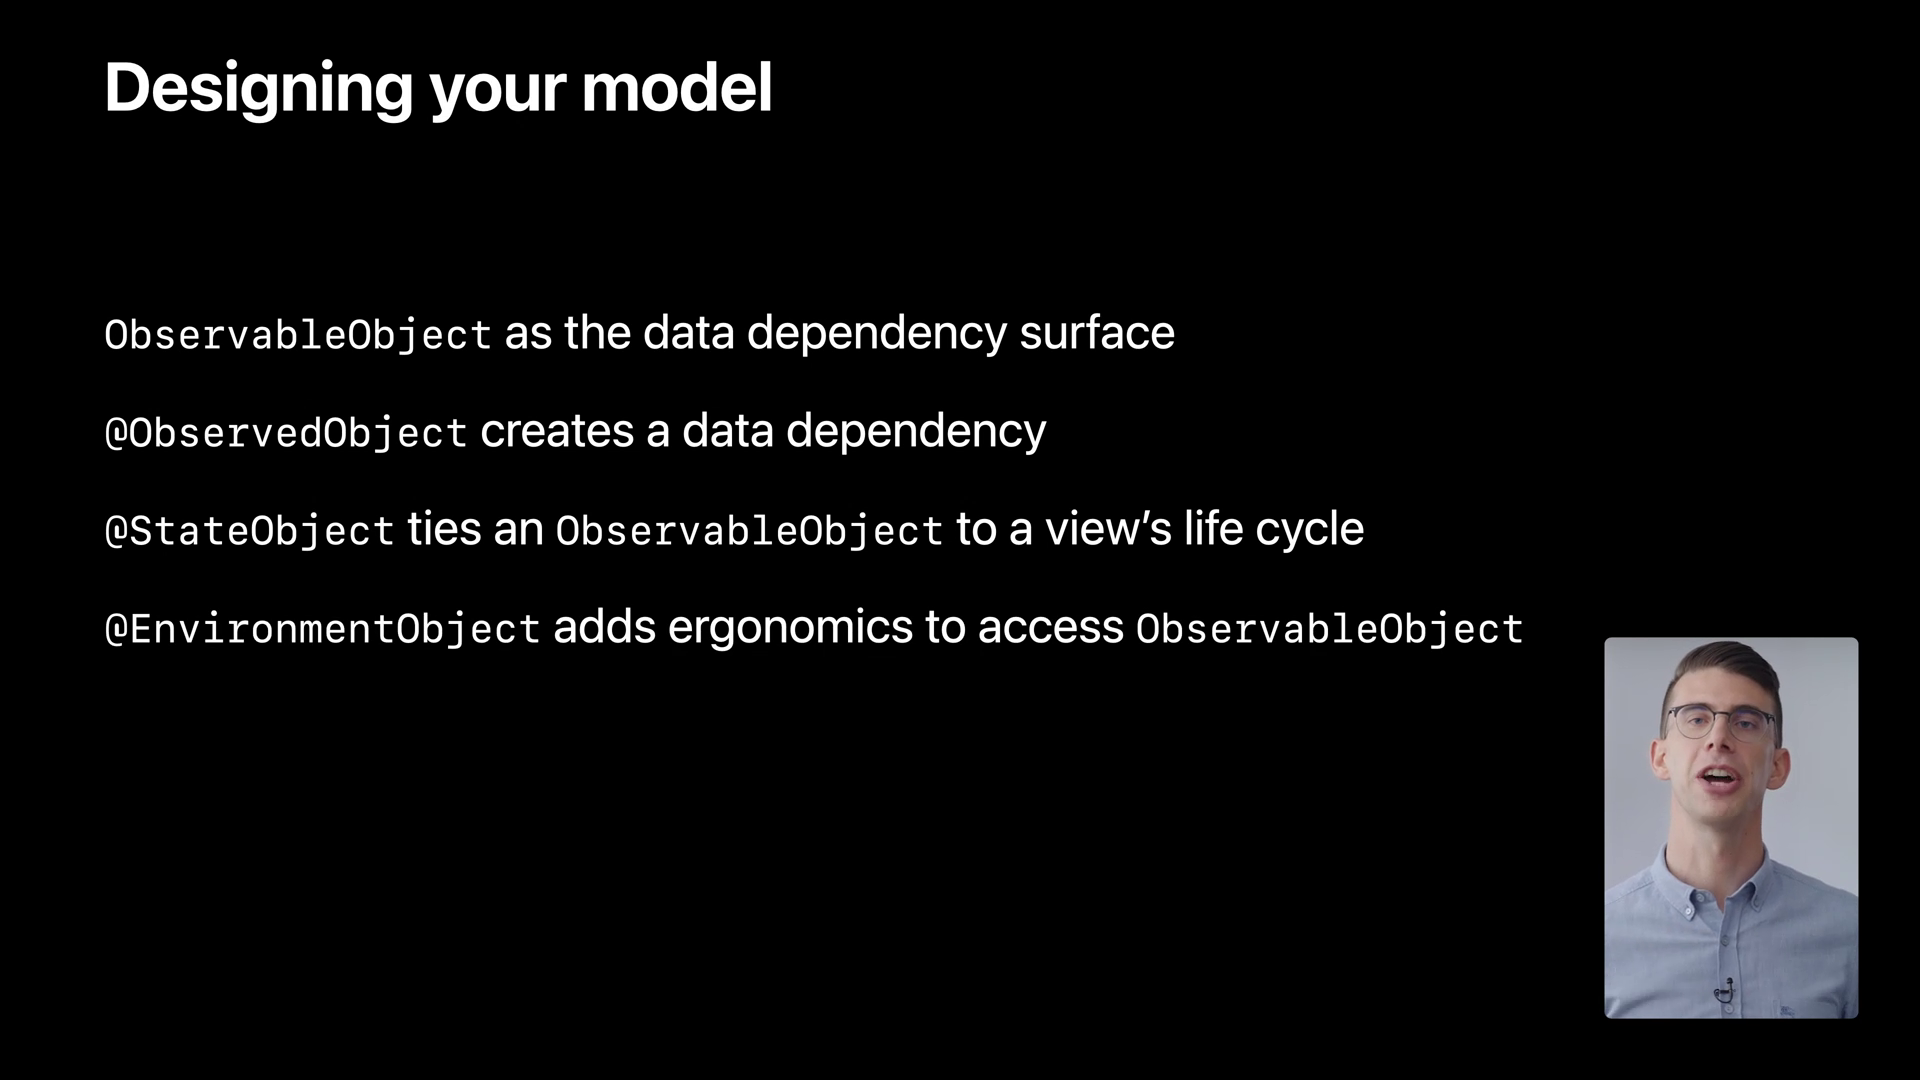 Designing your model
ObservableObject as the data dependency surface
@ObservedObject creates a data dependency
@StateObject ties an ObservableObject to a view’s life cycle
@EnvironmentObject adds ergonomics to access ObservableObject